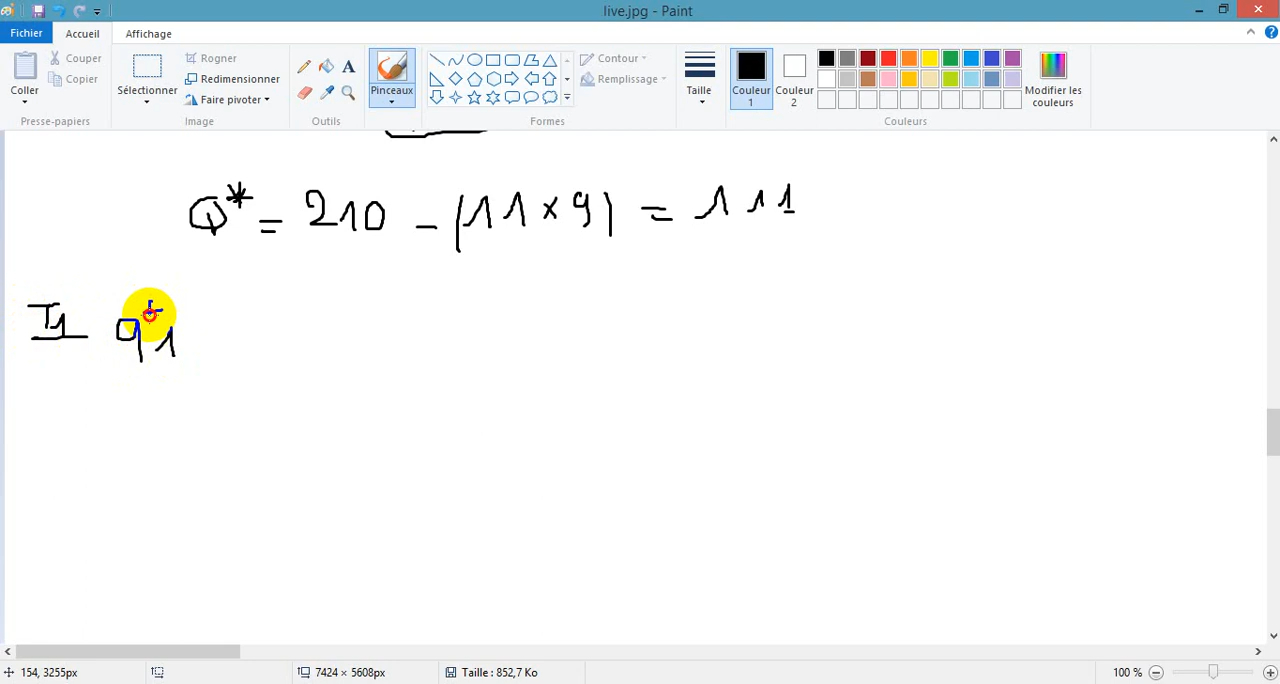 live.jpg - Paint
Fichier Accueil Affichage
Coller
Presse-papiers
Couper
Copier
Sélectionner
Rogner
Redimensionner
Faire pivoter
Image
A
Outils
Pinceaux
Contour
Remplissage
Formes
Taille
Couleur 1
Couleur 2
Modifier les couleurs
Couleurs
Q* = 210 - (11 × 9) = 111
T1 q1
154, 3255px 7424 × 5608px Taille : 852,7 Ko 100 %